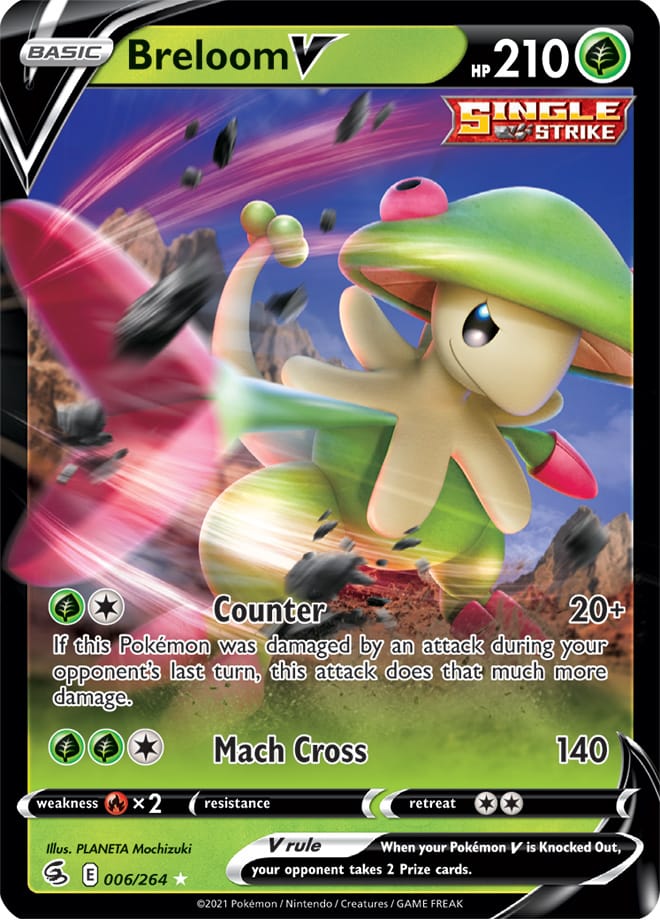 BASIC Breloom V HP 210
SINGLE
STRIKE
Counter 20+
If this Pokémon was damaged by an attack during your
opponent's last turn, this attack does that much more
damage.
Mach Cross 140
weakness ×2 resistance retreat
Illus. PLANETA Mochizuki
V rule When your Pokémon V is Knocked Out,
your opponent takes 2 Prize cards.
E 006/264 ★
©2021 Pokémon / Nintendo / Creatures / GAME FREAK